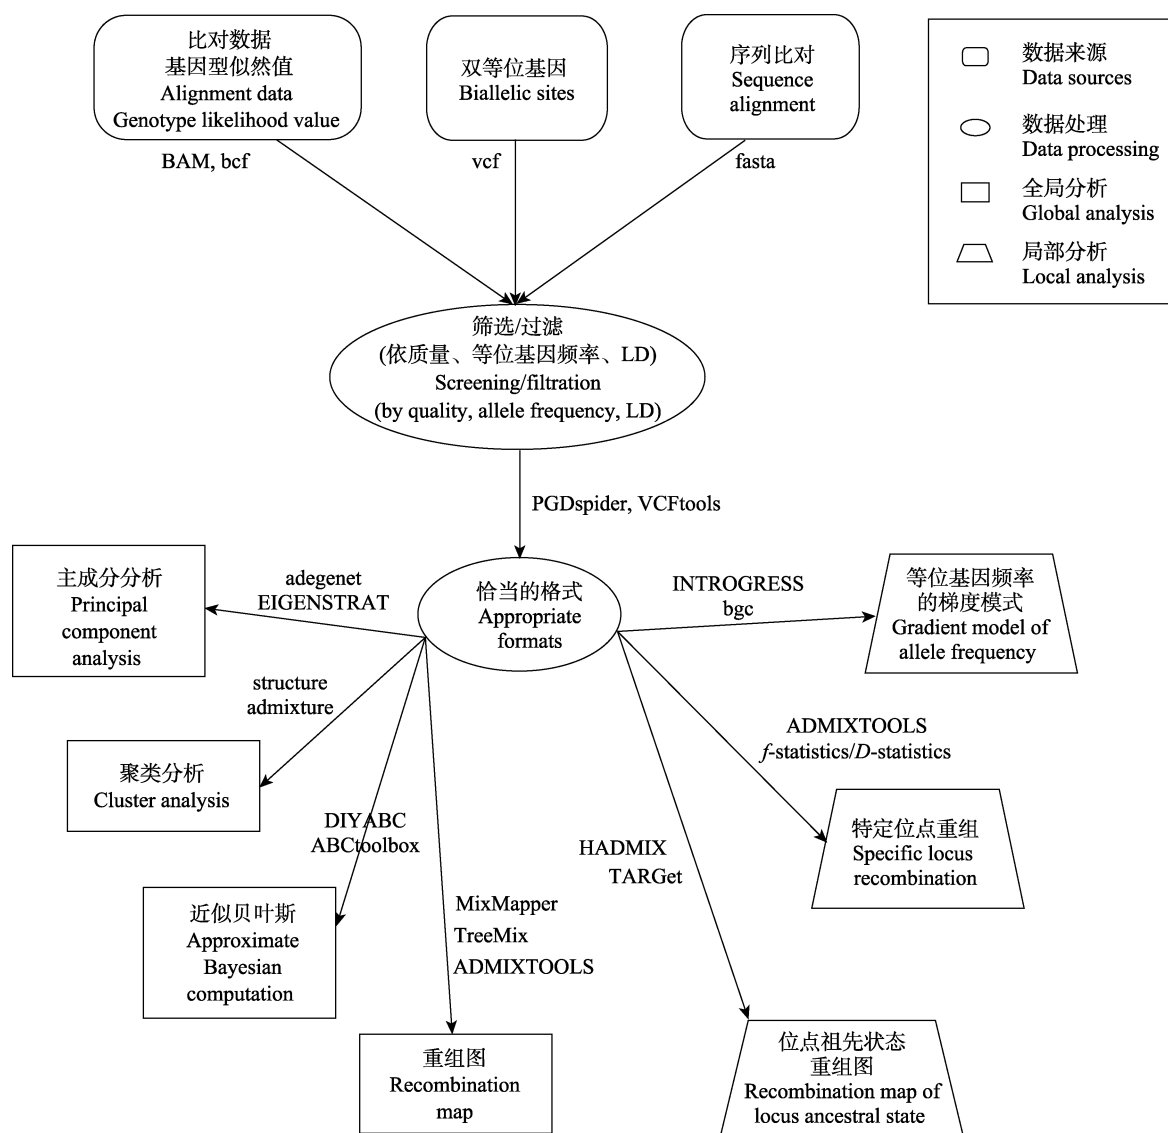 比对数据
基因型似然值
Alignment data
Genotype likelihood value
双等位基因
Biallelic sites
序列比对
Sequence
alignment
数据来源
Data sources
数据处理
Data processing
全局分析
Global analysis
局部分析
Local analysis
BAM, bcf
vcf
fasta
筛选/过滤
(依质量、等位基因频率、LD)
Screening/filtration
(by quality, allele frequency, LD)
PGDspider, VCFtools
主成分分析
Principal
component
analysis
adegenet
EIGENSTRAT
恰当的格式
Appropriate
formats
INTROGRESS
bgc
等位基因频率
的梯度模式
Gradient model of
allele frequency
structure
admixture
ADMIXTOOLS
f-statistics/D-statistics
聚类分析
Cluster analysis
DIYABC
ABCtoolbox
HADMIX
TARGet
特定位点重组
Specific locus
recombination
近似贝叶斯
Approximate
Bayesian
computation
MixMapper
TreeMix
ADMIXTOOLS
重组图
Recombination
map
位点祖先状态
重组图
Recombination map of
locus ancestral state